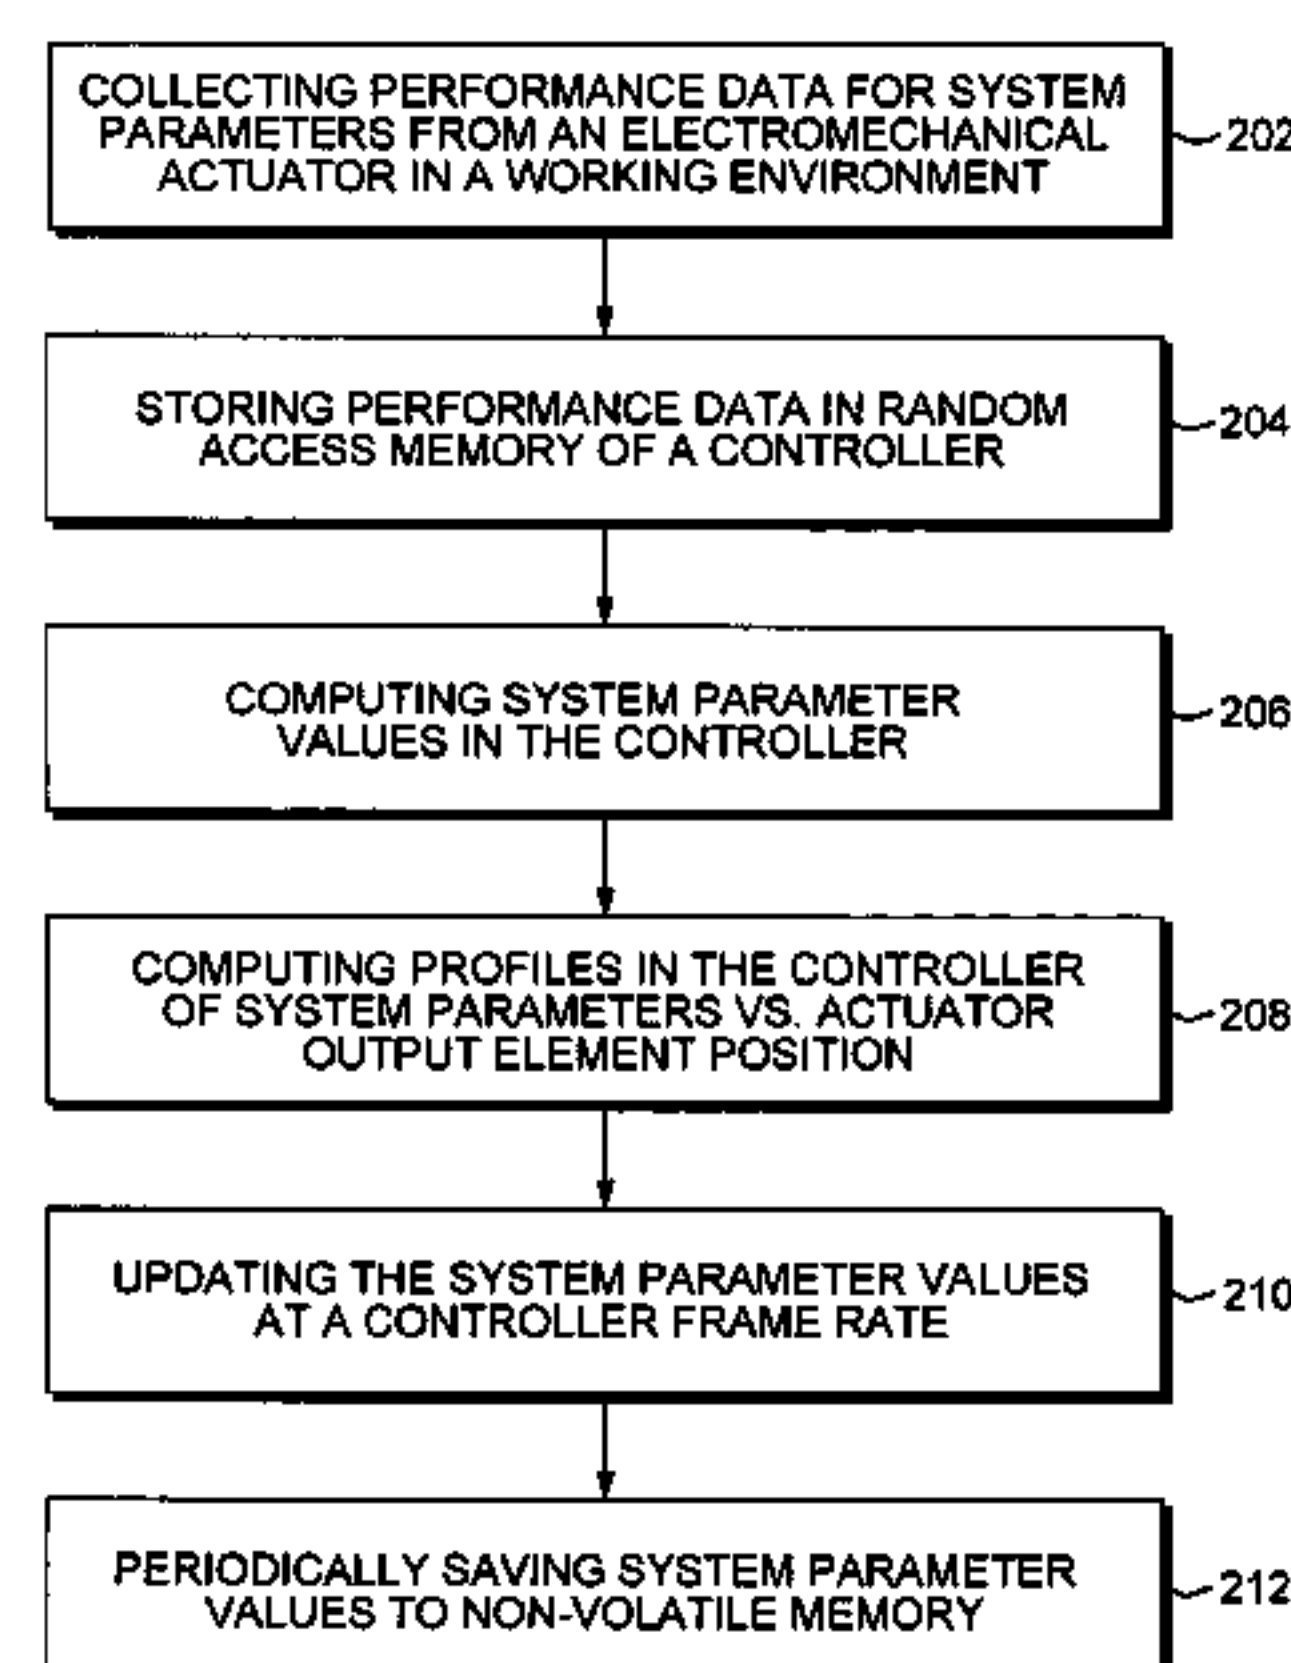 COLLECTING PERFORMANCE DATA FOR SYSTEM
PARAMETERS FROM AN ELECTROMECHANICAL
ACTUATOR IN A WORKING ENVIRONMENT
202
STORING PERFORMANCE DATA IN RANDOM
ACCESS MEMORY OF A CONTROLLER
204
COMPUTING SYSTEM PARAMETER
VALUES IN THE CONTROLLER
206
COMPUTING PROFILES IN THE CONTROLLER
OF SYSTEM PARAMETERS VS. ACTUATOR
OUTPUT ELEMENT POSITION
208
UPDATING THE SYSTEM PARAMETER VALUES
AT A CONTROLLER FRAME RATE
210
PERIODICALLY SAVING SYSTEM PARAMETER
VALUES TO NON-VOLATILE MEMORY
212